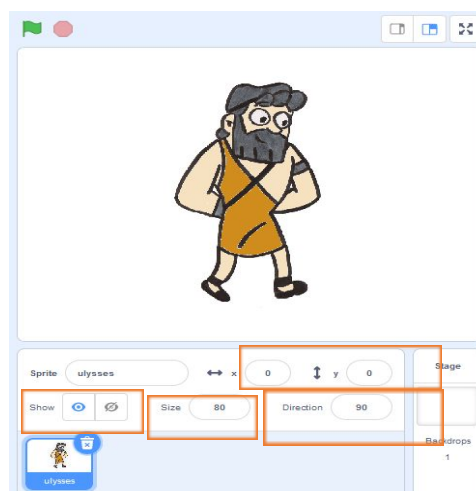 Sprite ulysses x 0 y 0 Stage
Show Size 80 Direction 90
Backdrops
1
ulysses